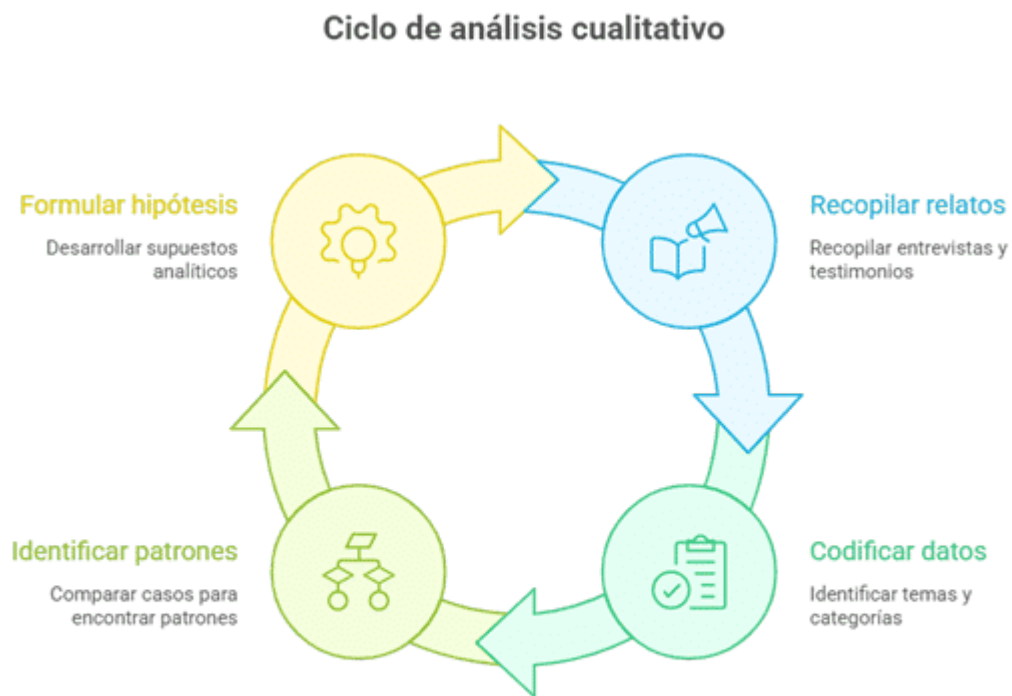 Ciclo de análisis cualitativo
Formular hipótesis
Desarrollar supuestos
analíticos
Recopilar relatos
Recopilar entrevistas y
testimonios
Identificar patrones
Comparar casos para
encontrar patrones
Codificar datos
Identificar temas y
categorías